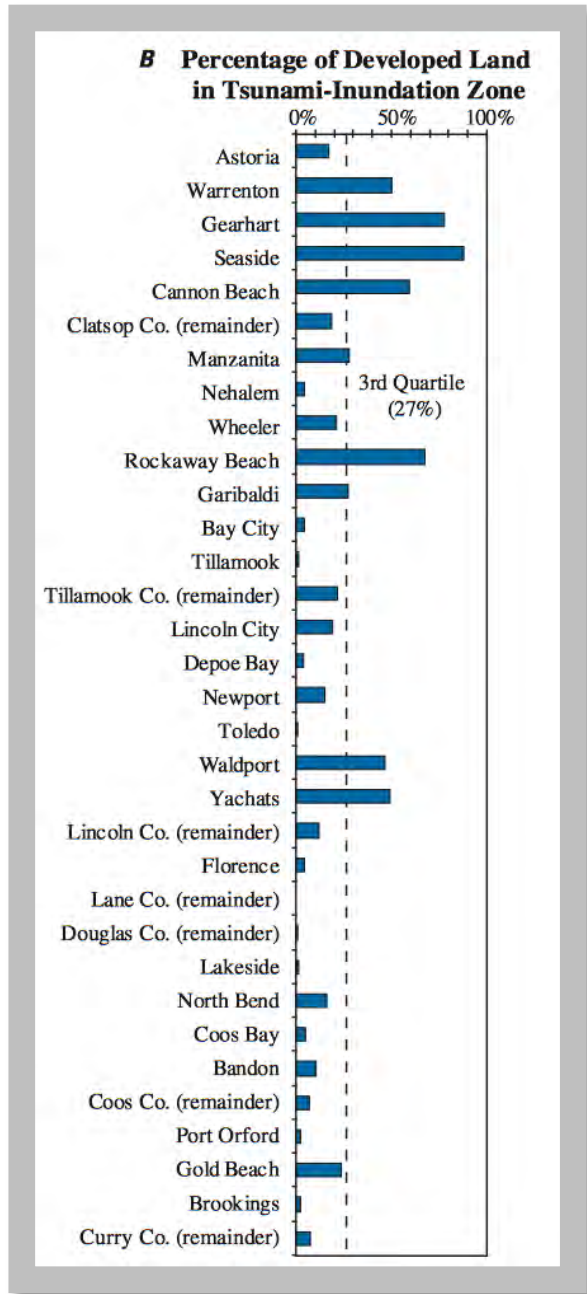 B Percentage of Developed Land
in Tsunami-Inundation Zone
0% 50% 100%
Astoria
Warrenton
Gearhart
Seaside
Cannon Beach
Clatsop Co. (remainder)
Manzanita
3rd Quartile
Nehalem
(27%)
Wheeler
Rockaway Beach
Garibaldi
Bay City
Tillamook
Tillamook Co. (remainder)
Lincoln City
Depoe Bay
Newport
Toledo
Waldport
Yachats
Lincoln Co. (remainder)
Florence
Lane Co. (remainder)
Douglas Co. (remainder)
Lakeside
North Bend
Coos Bay
Bandon
Coos Co. (remainder)
Port Orford
Gold Beach
Brookings
Curry Co. (remainder)